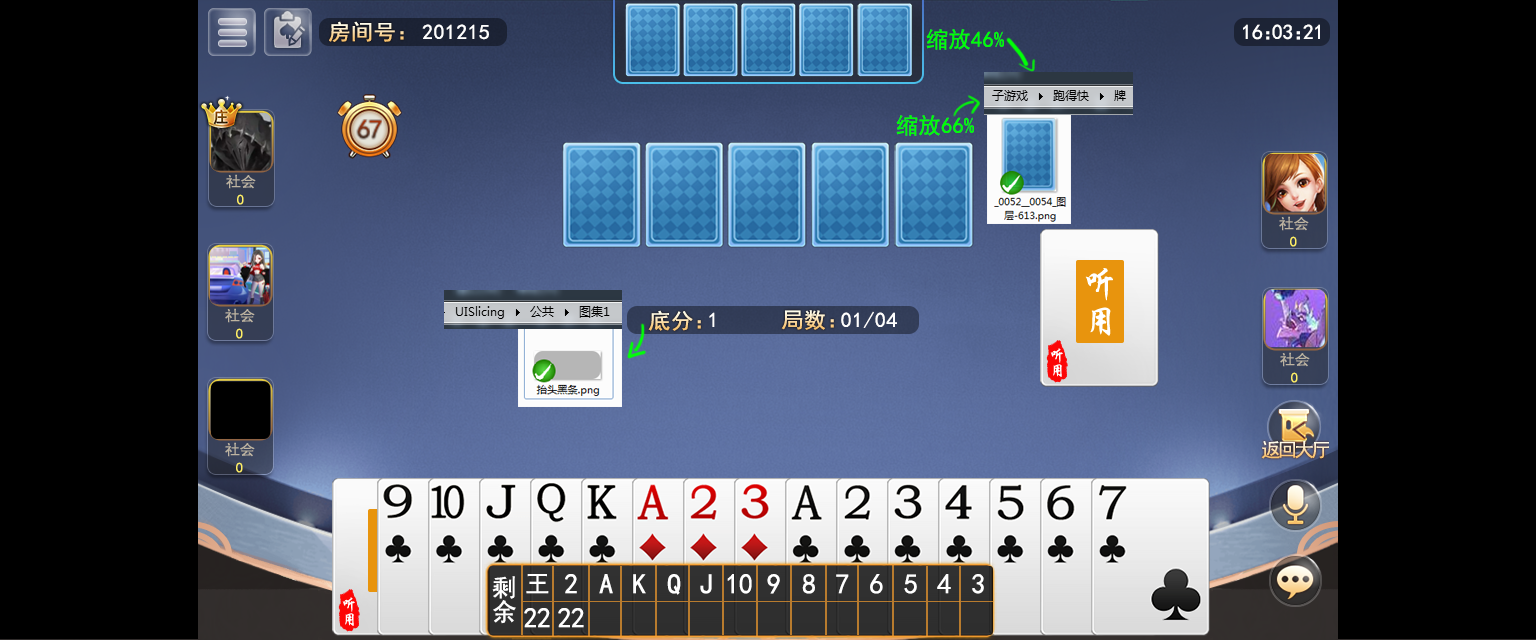 房间号： 201215
缩放46%
16:03:21
子游戏 跑得快 牌
缩放66%
_0052__0054_图
层-613.png
庄
67
社会
0
社会
0
社会
0
社会
0
社会
0
听
用
听
用
UISlicing 公共 图集1
底分: 1
局数: 01/04
抬头黑条.png
返回大厅
9 10 J Q K A 2 3 A 2 3 4 5 6 7
听
用
剩
余
王 2 A K Q J 10 9 8 7 6 5 4 3
22 22